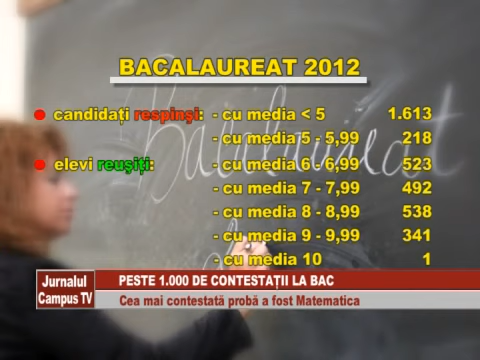 BACALAUREAT 2012
candidați respinși: - cu media < 5 1.613
- cu media 5 - 5,99 218
elevi reușiți: - cu media 6 - 6,99 523
- cu media 7 - 7,99 492
- cu media 8 - 8,99 538
- cu media 9 - 9,99 341
- cu media 10 1
Bacalaureat
Jurnalul
Campus TV
PESTE 1.000 DE CONTESTAȚII LA BAC
Cea mai contestată probă a fost Matematica